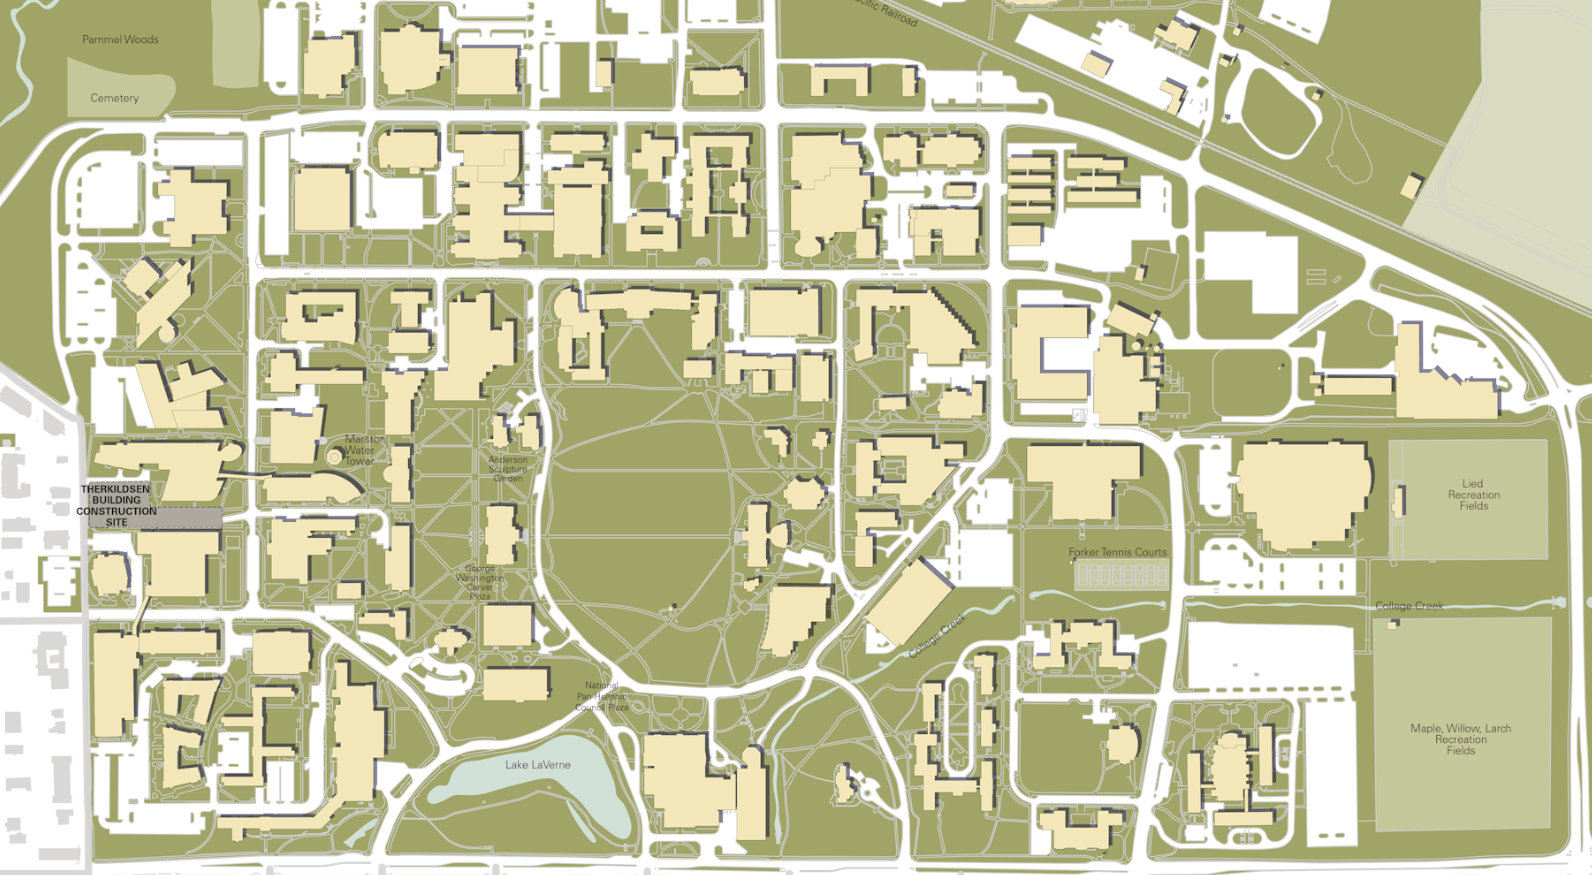 Pacific Railroad
Pammel Woods
Cemetery
Marston
Water
Tower
Anderson
Sculpture
Garden
THERKILDSEN
BUILDING
CONSTRUCTION
SITE
Lied
Recreation
Fields
Forker Tennis Courts
George
Washington
Carver
Plaza
College Creek
College Creek
National
Pan-Hellenic
Council Plaza
Maple, Willow, Larch
Recreation
Fields
Lake LaVerne